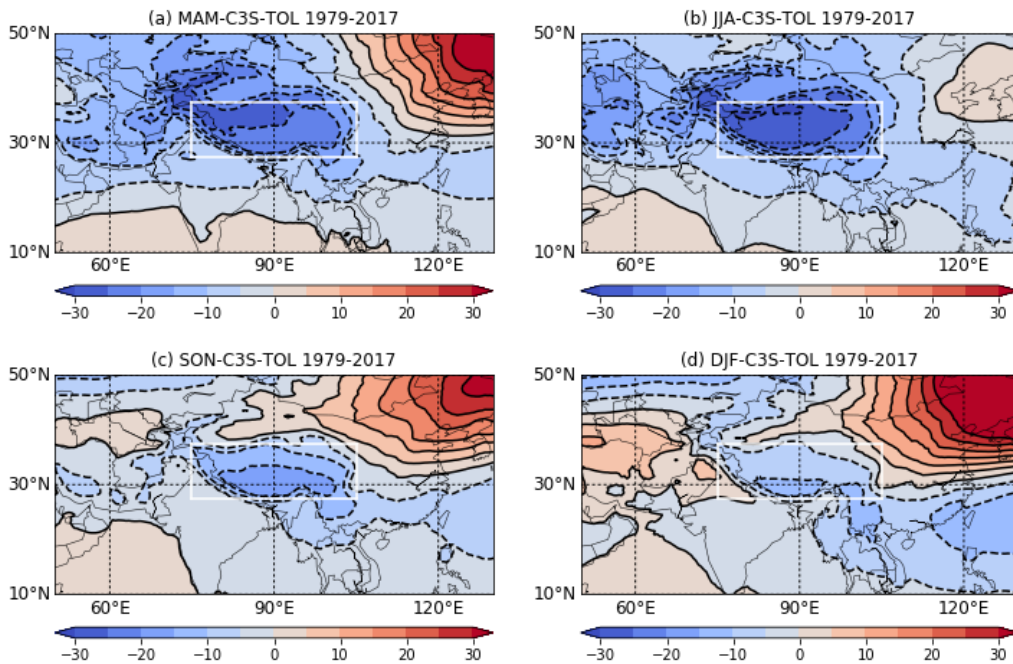 (a) MAM-C3S-TOL 1979-2017
50°N
30°N
10°N
60°E 90°E 120°E
−30 −20 −10 0 10 20 30
(b) JJA-C3S-TOL 1979-2017
50°N
30°N
10°N
60°E 90°E 120°E
−30 −20 −10 0 10 20 30
(c) SON-C3S-TOL 1979-2017
50°N
30°N
10°N
60°E 90°E 120°E
−30 −20 −10 0 10 20 30
(d) DJF-C3S-TOL 1979-2017
50°N
30°N
10°N
60°E 90°E 120°E
−30 −20 −10 0 10 20 30